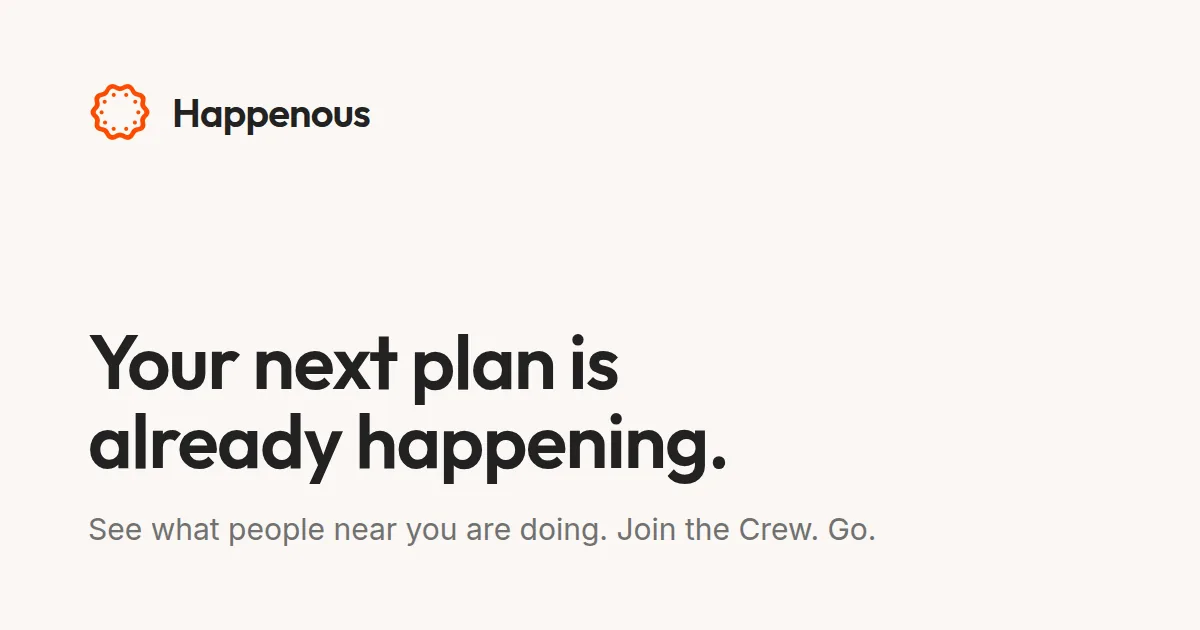 Happenous
Your next plan is
already happening.
See what people near you are doing. Join the Crew. Go.